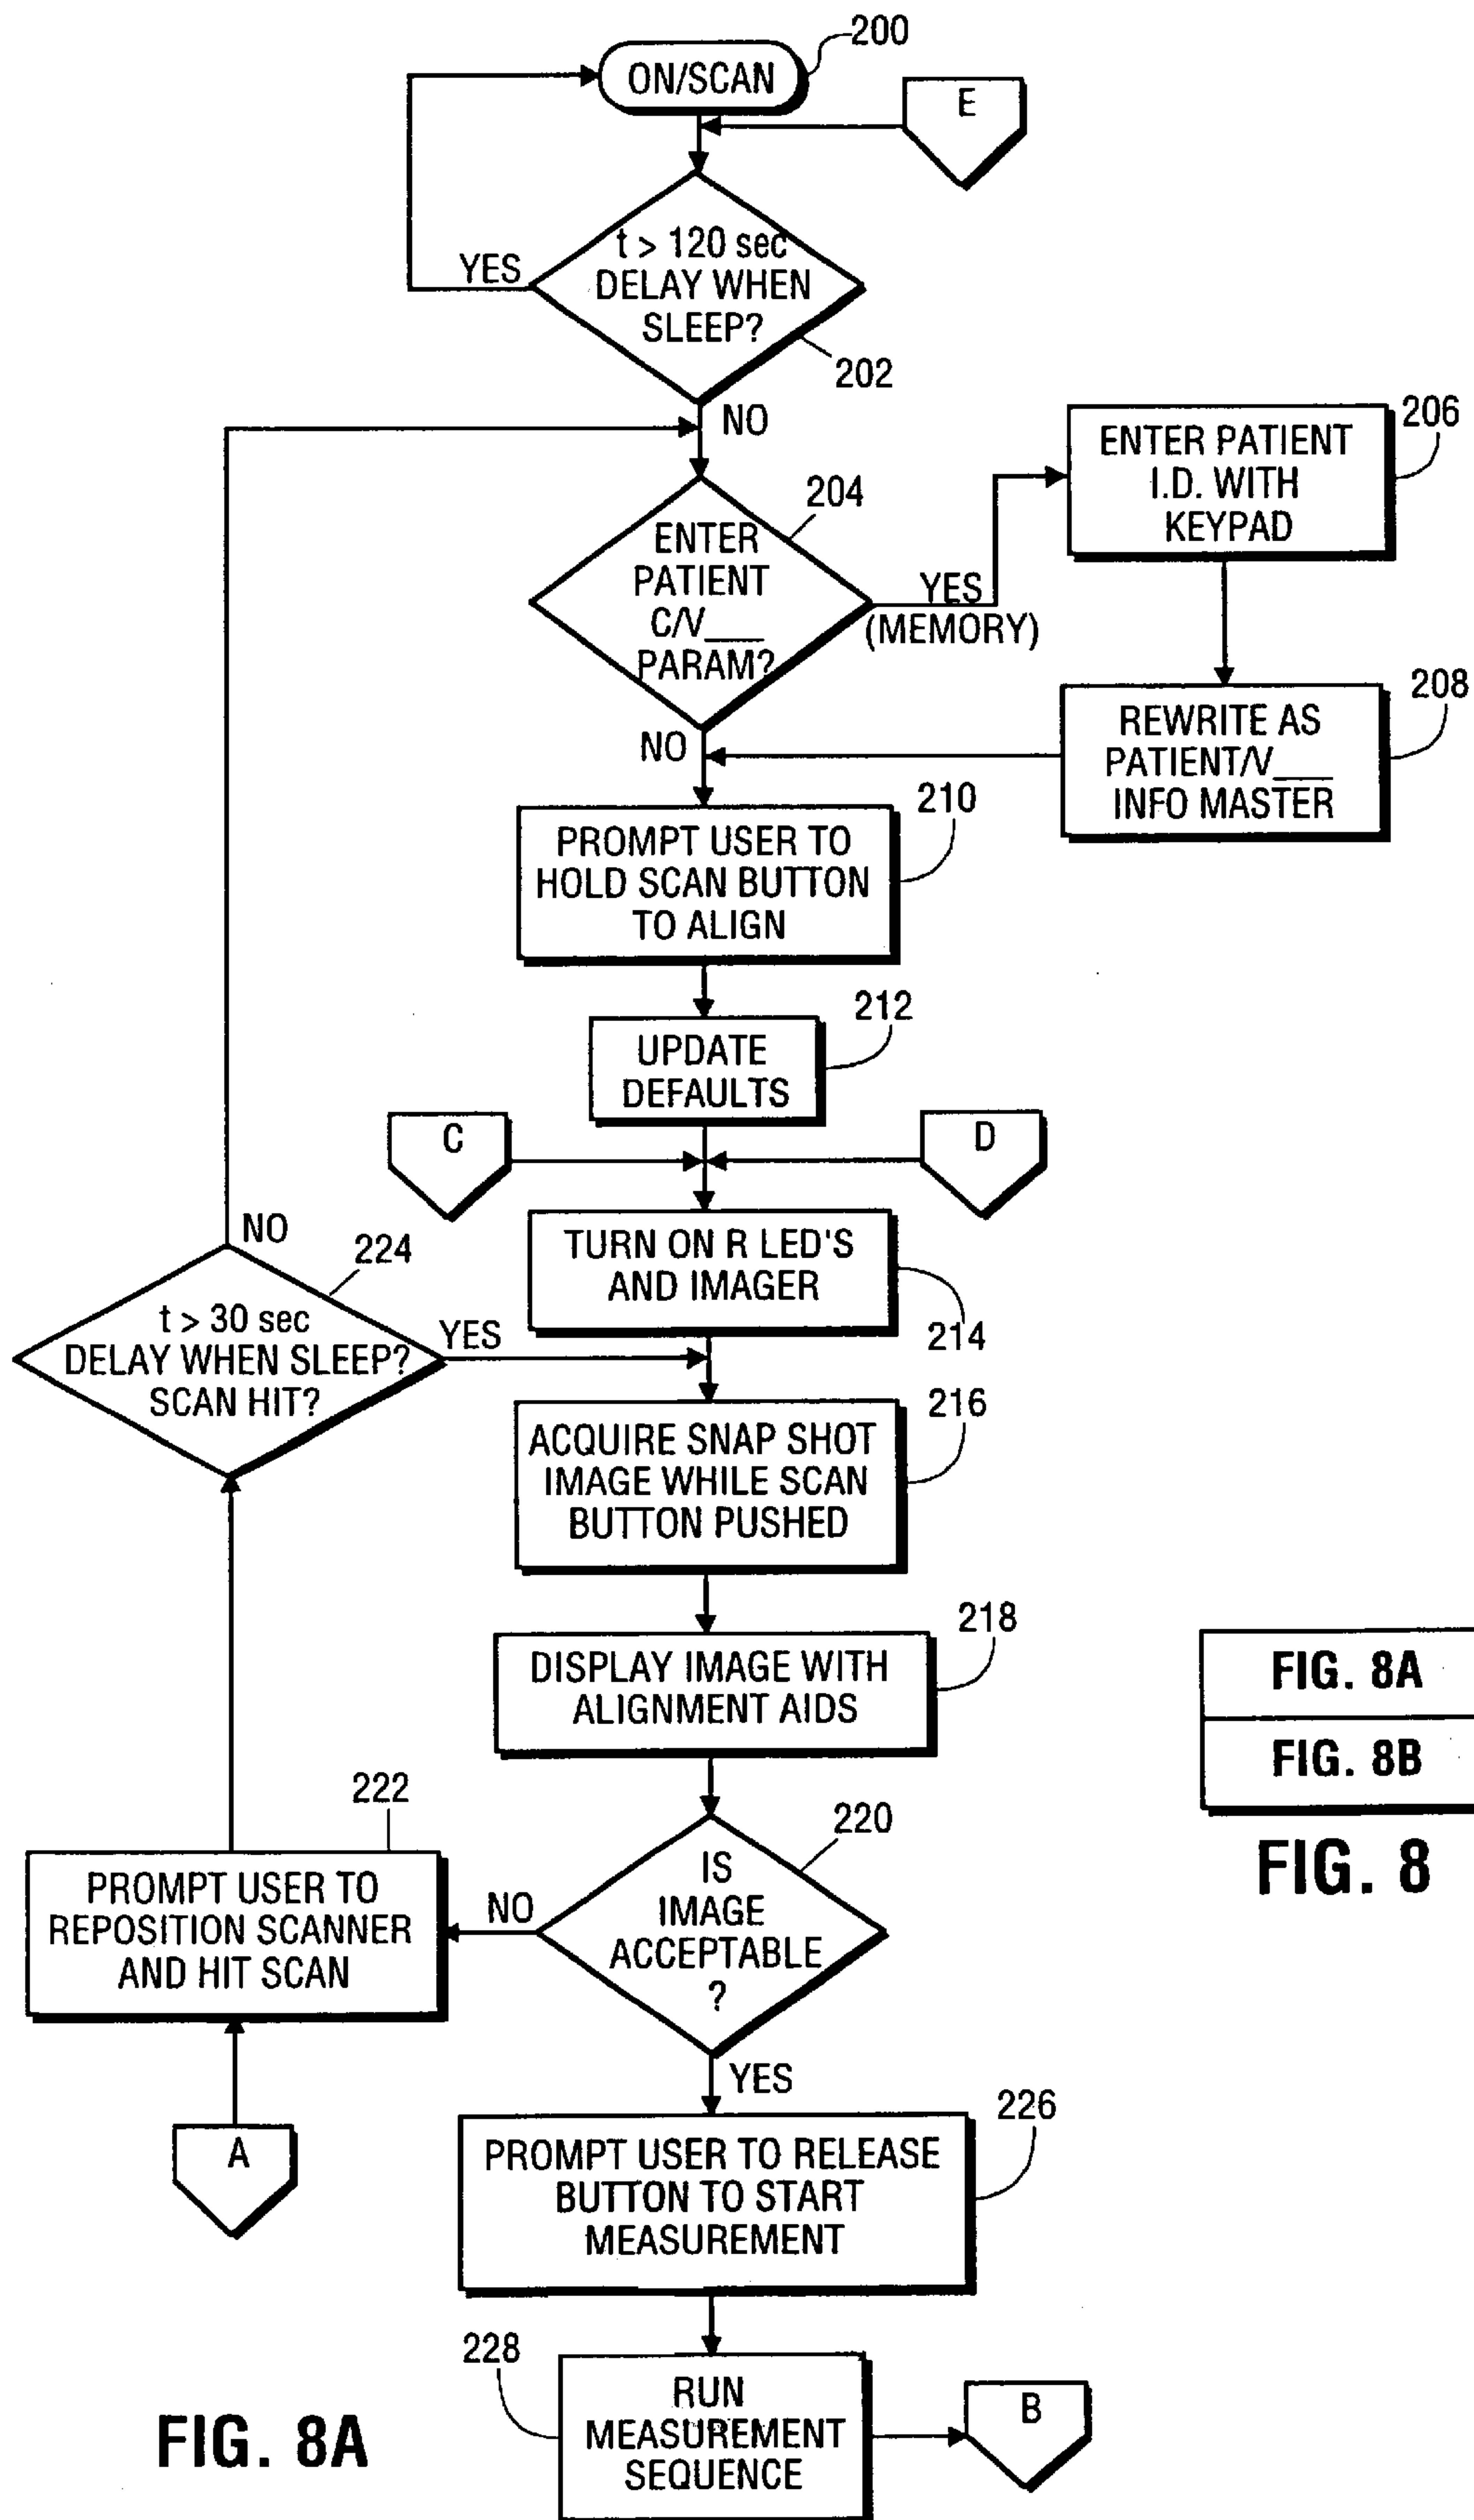 200
ON/SCAN
E
t > 120 sec
DELAY WHEN
SLEEP?
YES
202
NO
204
ENTER
PATIENT
C/V___
PARAM?
YES
(MEMORY)
206
ENTER PATIENT
I.D. WITH
KEYPAD
208
REWRITE AS
PATIENT/V___
INFO MASTER
NO
210
PROMPT USER TO
HOLD SCAN BUTTON
TO ALIGN
212
UPDATE
DEFAULTS
C
D
TURN ON R LED'S
AND IMAGER
214
NO
224
t > 30 sec
DELAY WHEN SLEEP?
SCAN HIT?
YES
216
ACQUIRE SNAP SHOT
IMAGE WHILE SCAN
BUTTON PUSHED
218
DISPLAY IMAGE WITH
ALIGNMENT AIDS
220
IS
IMAGE
ACCEPTABLE
?
NO
222
PROMPT USER TO
REPOSITION SCANNER
AND HIT SCAN
A
YES
226
PROMPT USER TO RELEASE
BUTTON TO START
MEASUREMENT
228
RUN
MEASUREMENT
SEQUENCE
B
FIG. 8A
FIG. 8B
FIG. 8
FIG. 8A